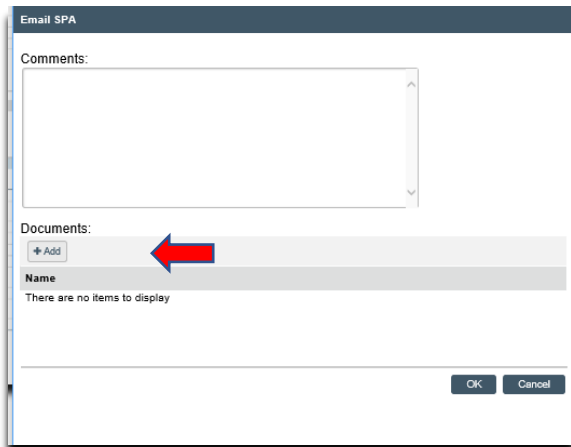 Email SPA
Comments:
Documents:
+ Add
Name
There are no items to display
OK Cancel